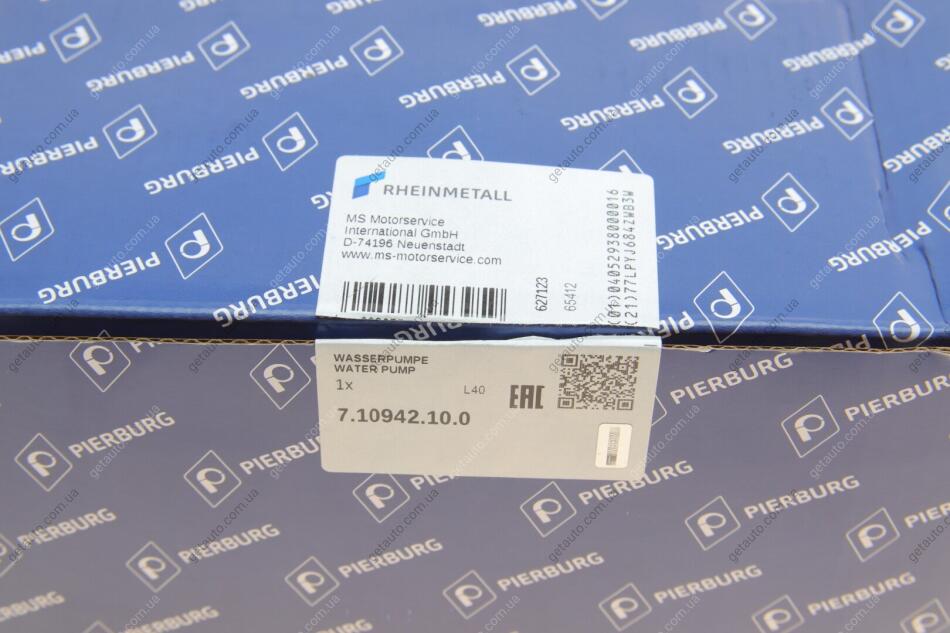 RHEINMETALL
MS Motorservice
International GmbH
D-74196 Neuenstadt
www.ms-motorservice.com
627123
65412
(01)04052938000016
(21)77LPYJ684ZWB3W
WASSERPUMPE
WATER PUMP
1x
L40
EAC
7.10942.10.0
PIERBURG
getauto.com.ua